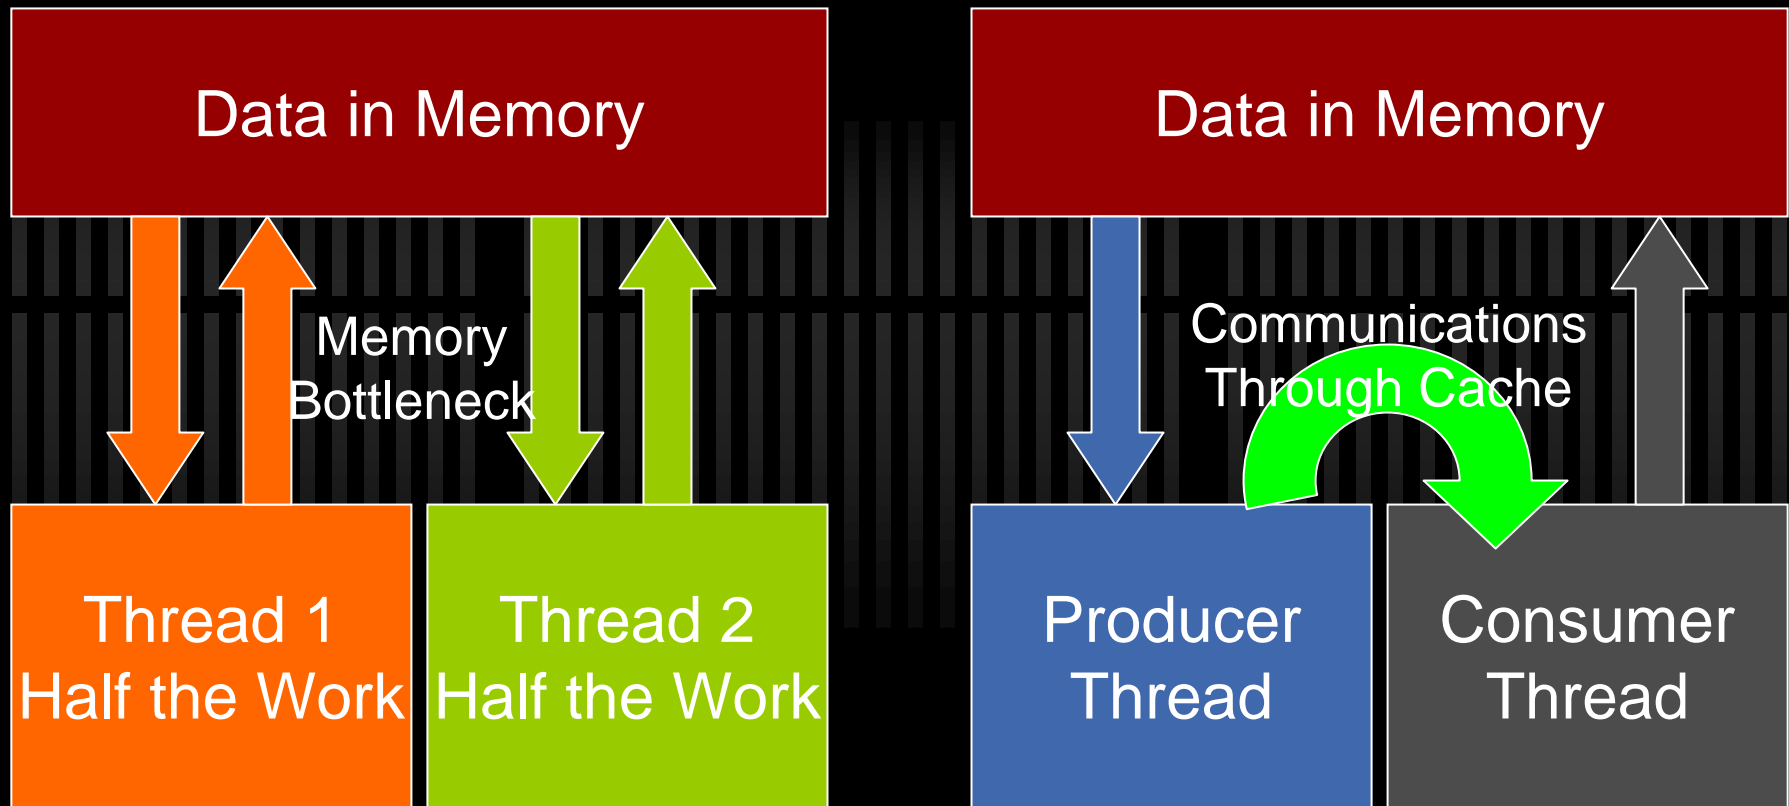 Data in Memory
Memory
Bottleneck
Thread 1
Half the Work
Thread 2
Half the Work
Data in Memory
Communications
Through Cache
Producer
Thread
Consumer
Thread